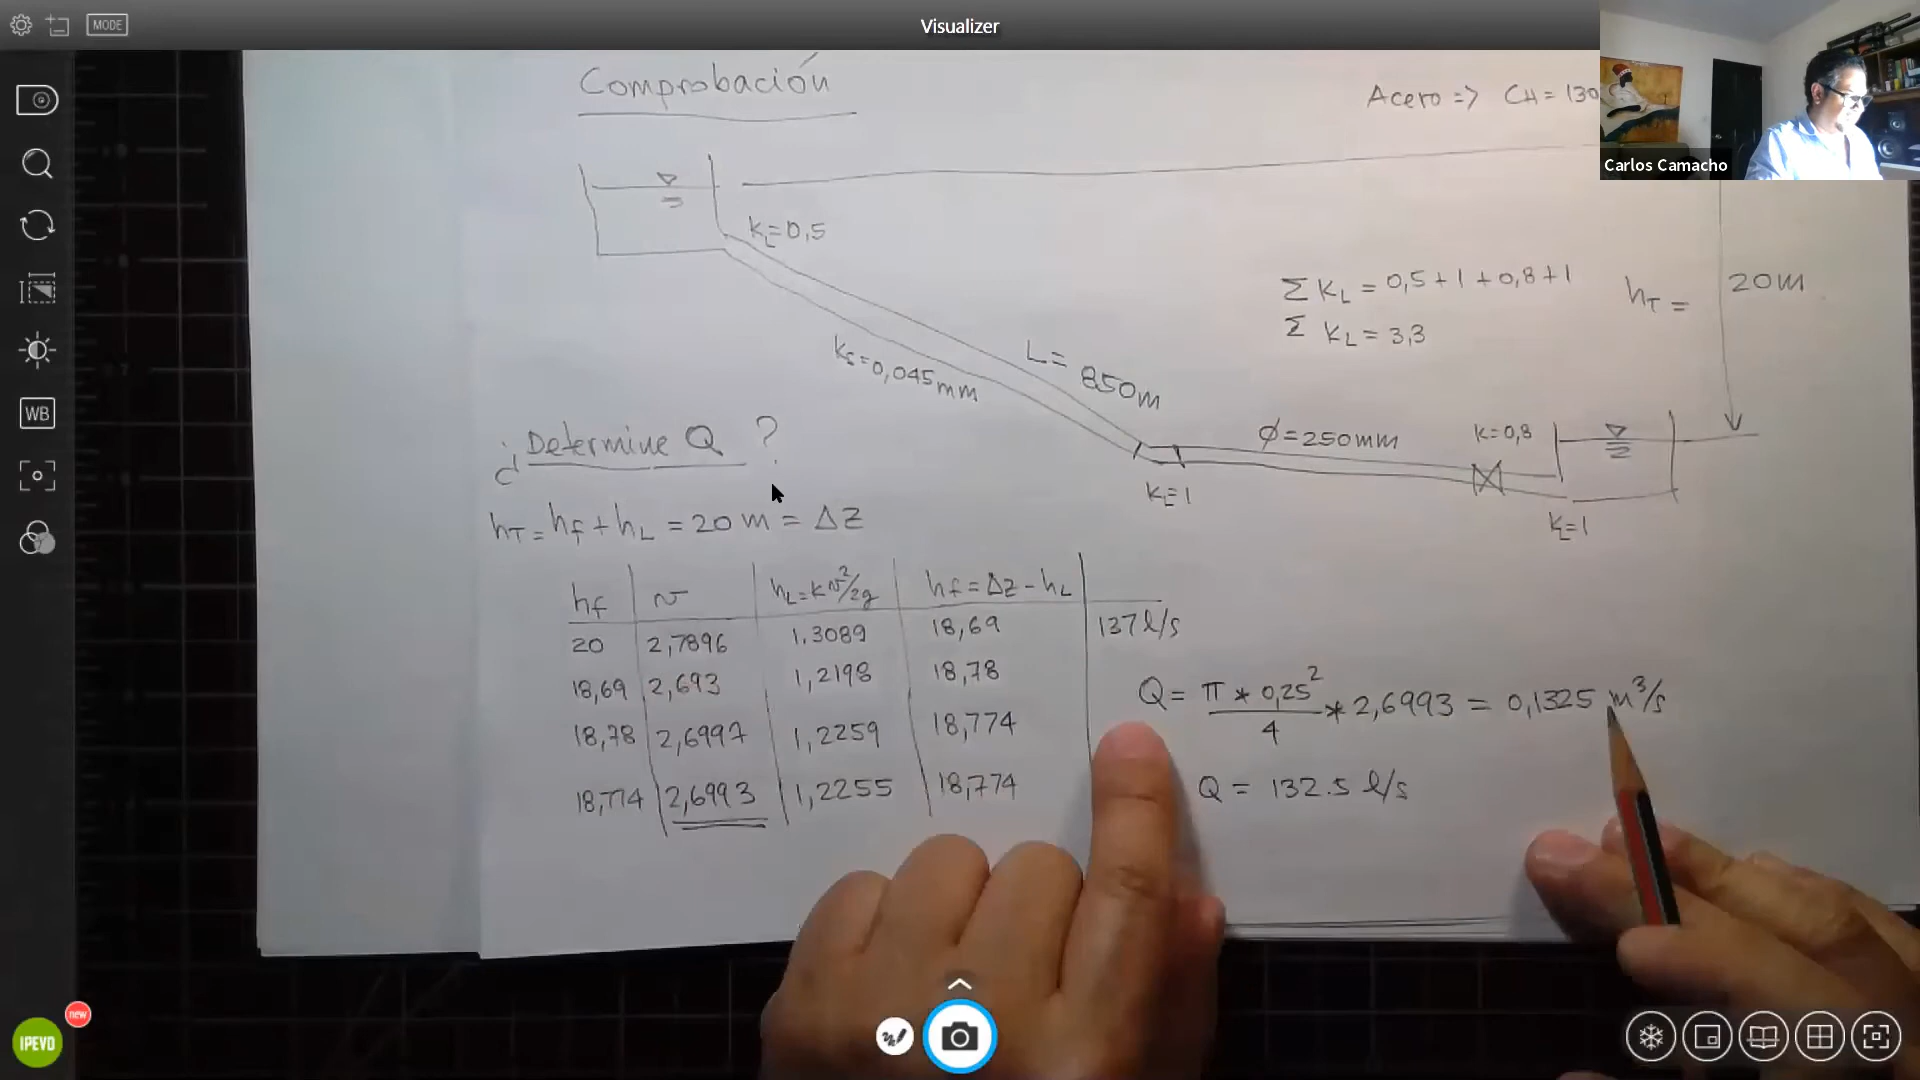 MODE
Visualizer
Carlos Camacho
WB
new
IPEVO
Comprobación
Acero => CH = 130
KL=0,5
Σ KL = 0,5 + 1 + 0,8 + 1
Σ KL = 3,3
hT =
20m
Ks=0,045mm
L= 850m
¿Determine Q ?
Φ=250mm
K=0,8
KL=1
KL=1
hT = hf + hL = 20 m = ΔZ
hf v hL=Kv²/2g hf = ΔZ - hL
20 2,7896 1.3089 18,69 137 l/s
18,69 2,693 1,2198 18,78
18,78 2,6997 1,2259 18,774
18,774 2,6993 1,2255 18,774
Q = π * 0,25² / 4 * 2,6993 = 0,1325 m³/s
Q = 132.5 l/s